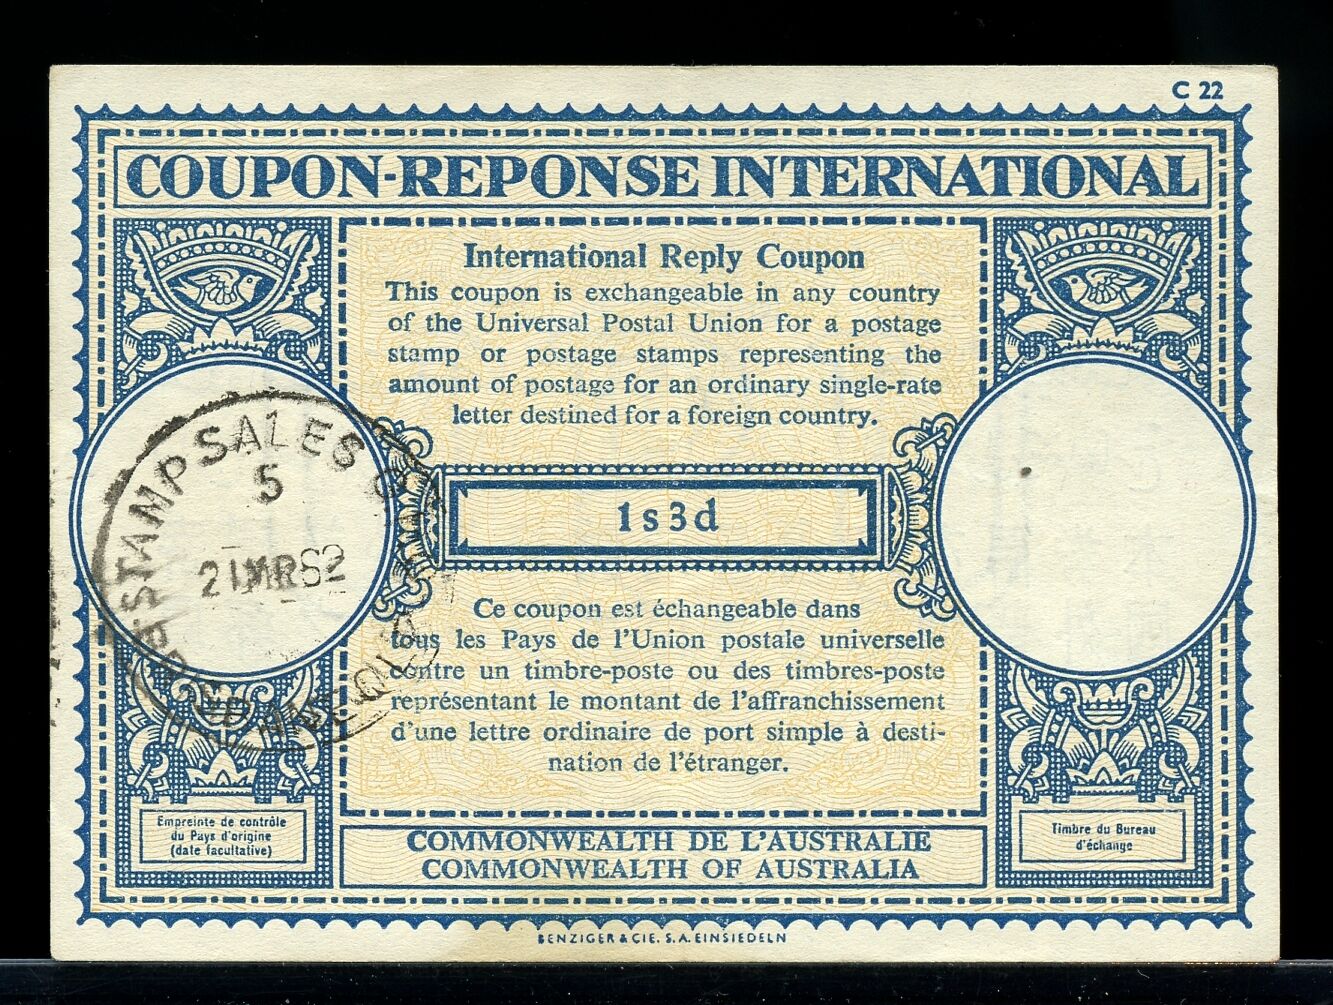 C 22
COUPON-REPONSE INTERNATIONAL
International Reply Coupon
This coupon is exchangeable in any country
of the Universal Postal Union for a postage
stamp or postage stamps representing the
amount of postage for an ordinary single-rate
letter destined for a foreign country.
STAMP SALES
5
21MR62
1s3d
Ce coupon est échangeable dans
tous les Pays de l'Union postale universelle
contre un timbre-poste ou des timbres-poste
représentant le montant de l'affranchissement
d'une lettre ordinaire de port simple à desti-
nation de l'étranger.
Empreinte de contrôle
du Pays d'origine
(date facultative)
Timbre du Bureau
d'échange
COMMONWEALTH DE L'AUSTRALIE
COMMONWEALTH OF AUSTRALIA
BENZIGER & CIE. S.A. EINSIEDELN